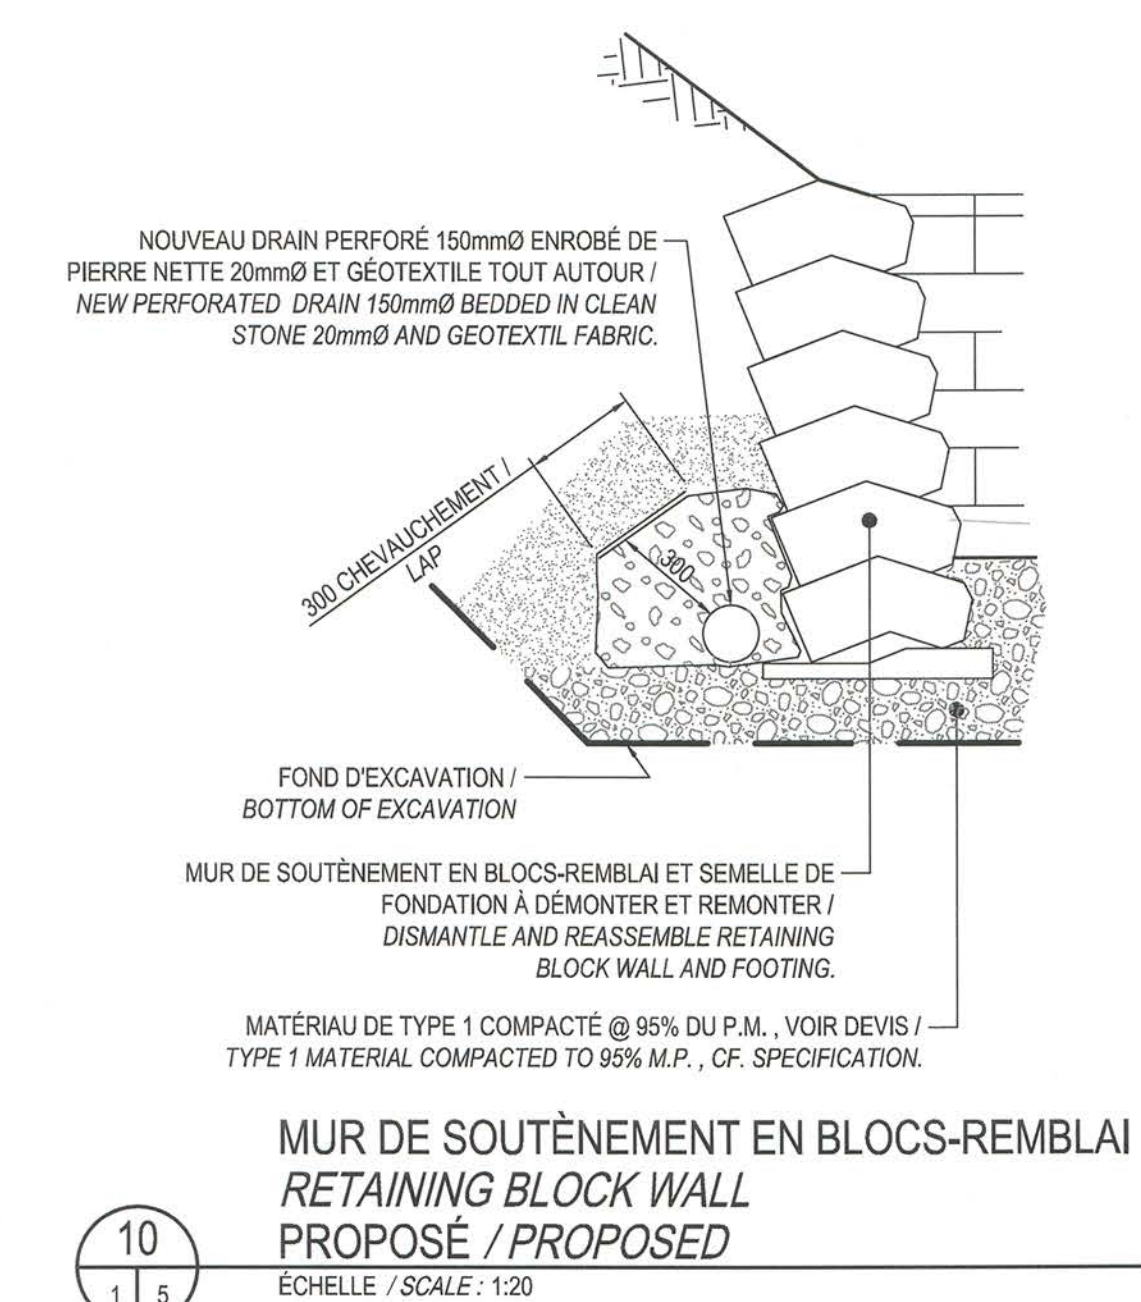 NOUVEAU DRAIN PERFORÉ 150mmØ ENROBÉ DE
PIERRE NETTE 20mmØ ET GÉOTEXTILE TOUT AUTOUR /
NEW PERFORATED DRAIN 150mmØ BEDDED IN CLEAN
STONE 20mmØ AND GEOTEXTIL FABRIC.
300 CHEVAUCHEMENT /
LAP
300
FOND D'EXCAVATION /
BOTTOM OF EXCAVATION
MUR DE SOUTÈNEMENT EN BLOCS-REMBLAI ET SEMELLE DE
FONDATION À DÉMONTER ET REMONTER /
DISMANTLE AND REASSEMBLE RETAINING
BLOCK WALL AND FOOTING.
MATÉRIAU DE TYPE 1 COMPACTÉ @ 95% DU P.M. , VOIR DEVIS /
TYPE 1 MATERIAL COMPACTED TO 95% M.P. , CF. SPECIFICATION.
MUR DE SOUTÈNEMENT EN BLOCS-REMBLAI
RETAINING BLOCK WALL
PROPOSÉ / PROPOSED
10
1 5
ÉCHELLE / SCALE : 1:20